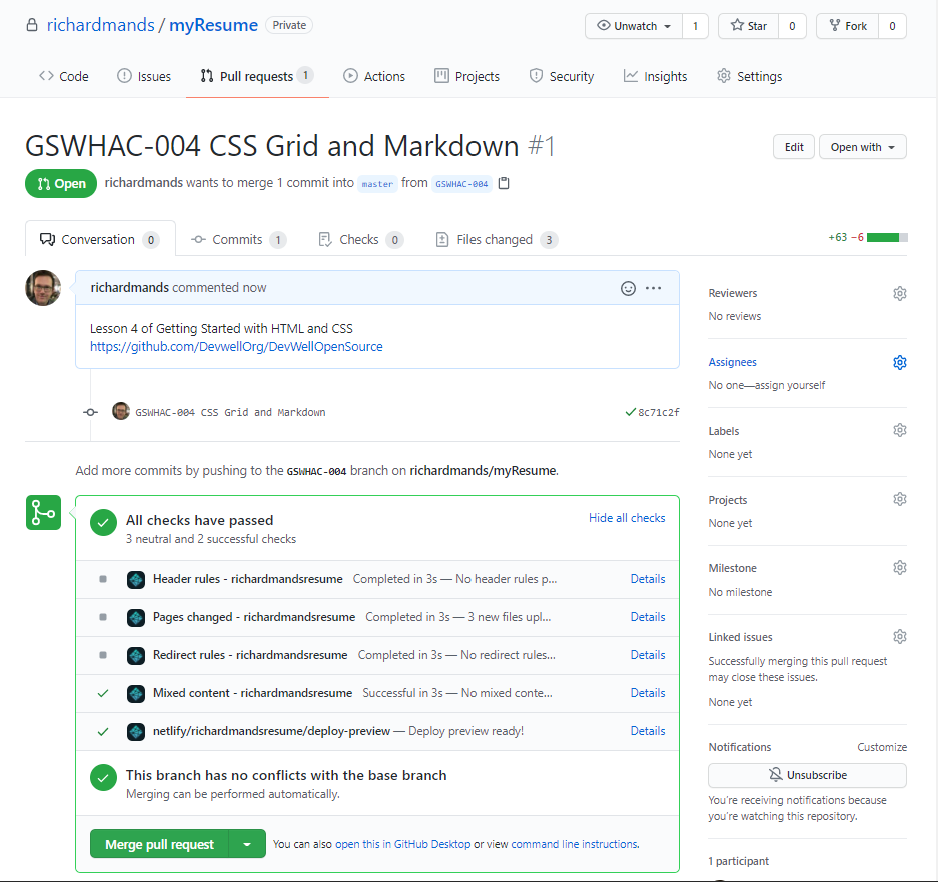 richardmands / myResume Private Unwatch 1 Star 0 Fork 0
Code Issues Pull requests 1 Actions Projects Security Insights Settings
GSWHAC-004 CSS Grid and Markdown #1 Edit Open with
Open richardmands wants to merge 1 commit into master from GSWHAC-004
Conversation 0 Commits 1 Checks 0 Files changed 3 +63 −6
richardmands commented now
Lesson 4 of Getting Started with HTML and CSS
https://github.com/DevwellOrg/DevWellOpenSource
GSWHAC-004 CSS Grid and Markdown 8c71c2f
Add more commits by pushing to the GSWHAC-004 branch on richardmands/myResume.
All checks have passed Hide all checks
3 neutral and 2 successful checks
Header rules - richardmandsresume Completed in 3s — No header rules p... Details
Pages changed - richardmandsresume Completed in 3s — 3 new files upl... Details
Redirect rules - richardmandsresume Completed in 3s — No redirect rules... Details
Mixed content - richardmandsresume Successful in 3s — No mixed conte... Details
netlify/richardmandsresume/deploy-preview — Deploy preview ready! Details
This branch has no conflicts with the base branch
Merging can be performed automatically.
Merge pull request You can also open this in GitHub Desktop or view command line instructions.
Reviewers
No reviews
Assignees
No one—assign yourself
Labels
None yet
Projects
None yet
Milestone
No milestone
Linked issues
Successfully merging this pull request
may close these issues.
None yet
Notifications Customize
Unsubscribe
You're receiving notifications because
you're watching this repository.
1 participant